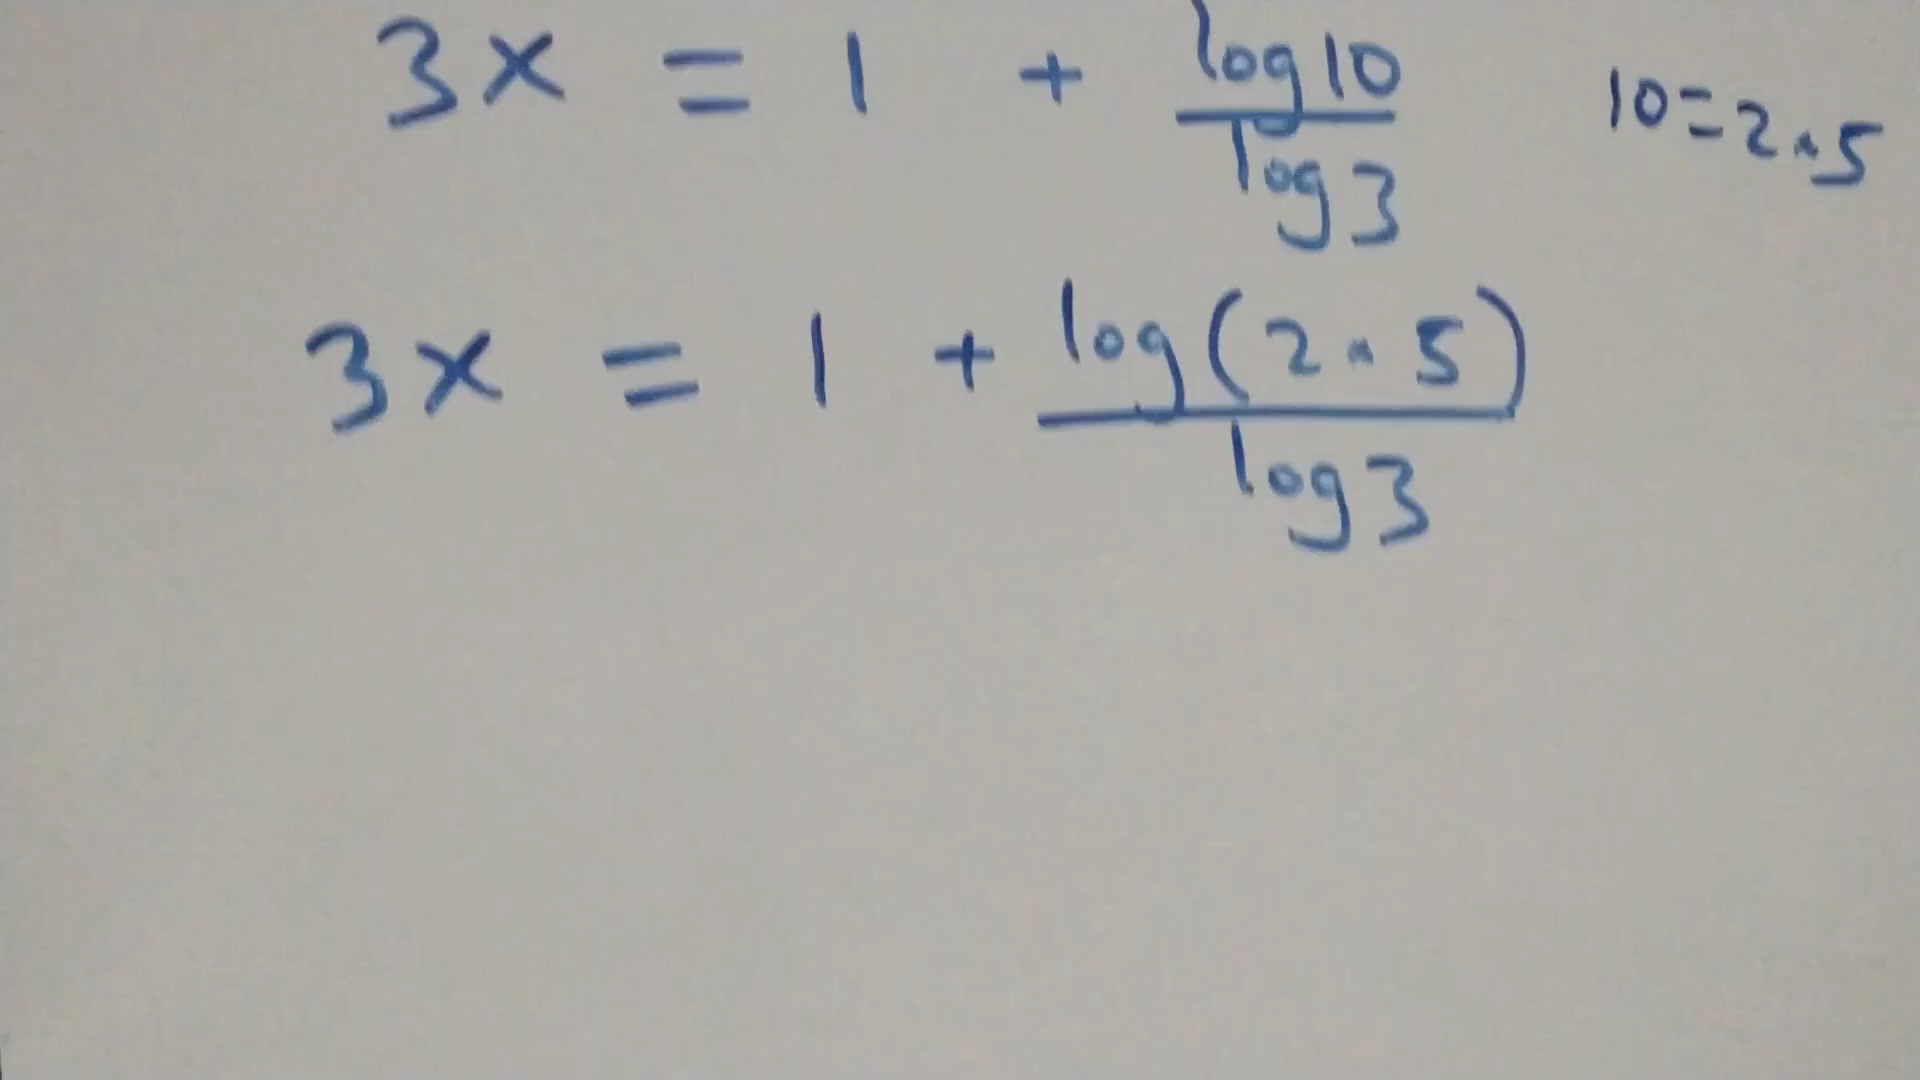 3x = 1 + log10/log3 10=2·5
3x = 1 + log(2·5)/log3